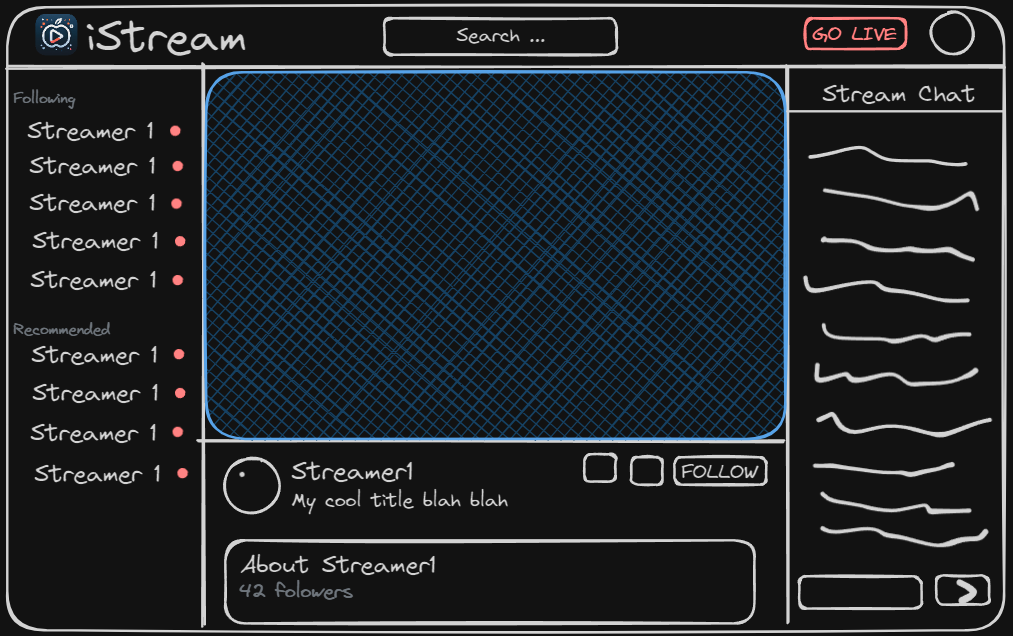 iStream
Search ...
GO LIVE
Following
Streamer 1
Streamer 1
Streamer 1
Streamer 1
Streamer 1
Recommended
Streamer 1
Streamer 1
Streamer 1
Streamer 1
Streamer1
My cool title blah blah
FOLLOW
About Streamer1
42 folowers
Stream Chat